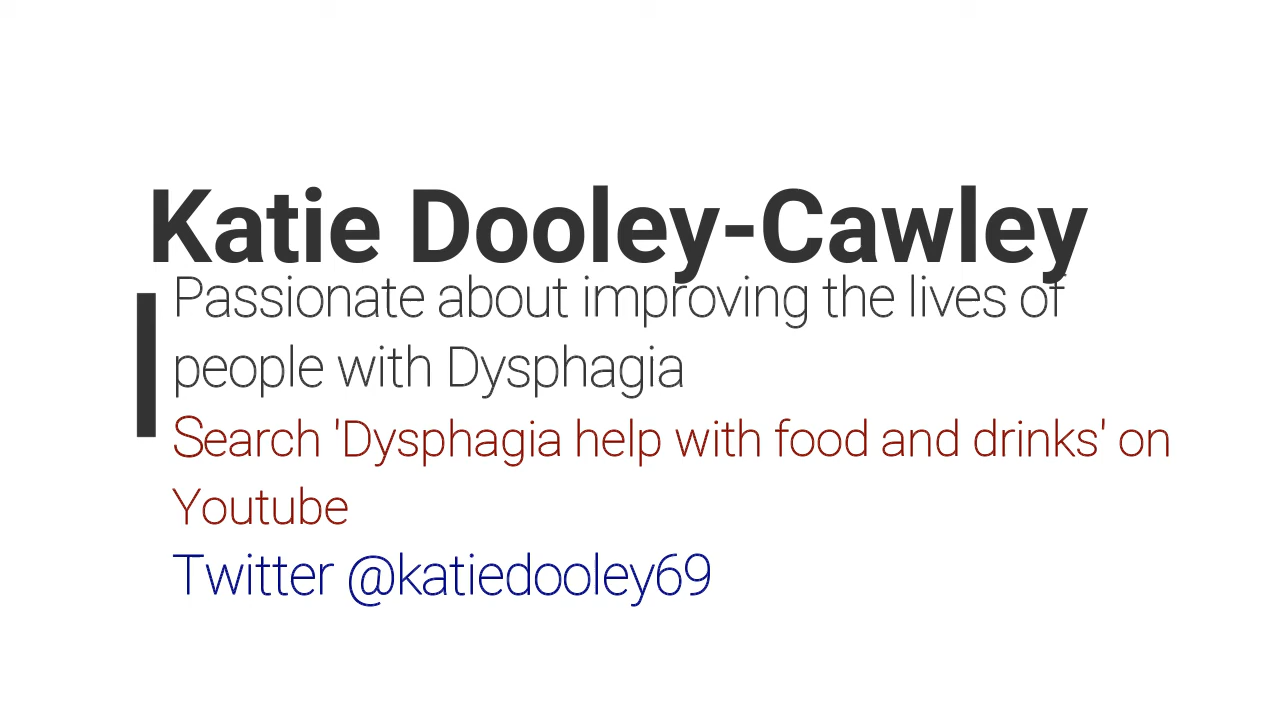 Katie Dooley-Cawley
Passionate about improving the lives of
people with Dysphagia
Search 'Dysphagia help with food and drinks' on
Youtube
Twitter @katiedooley69